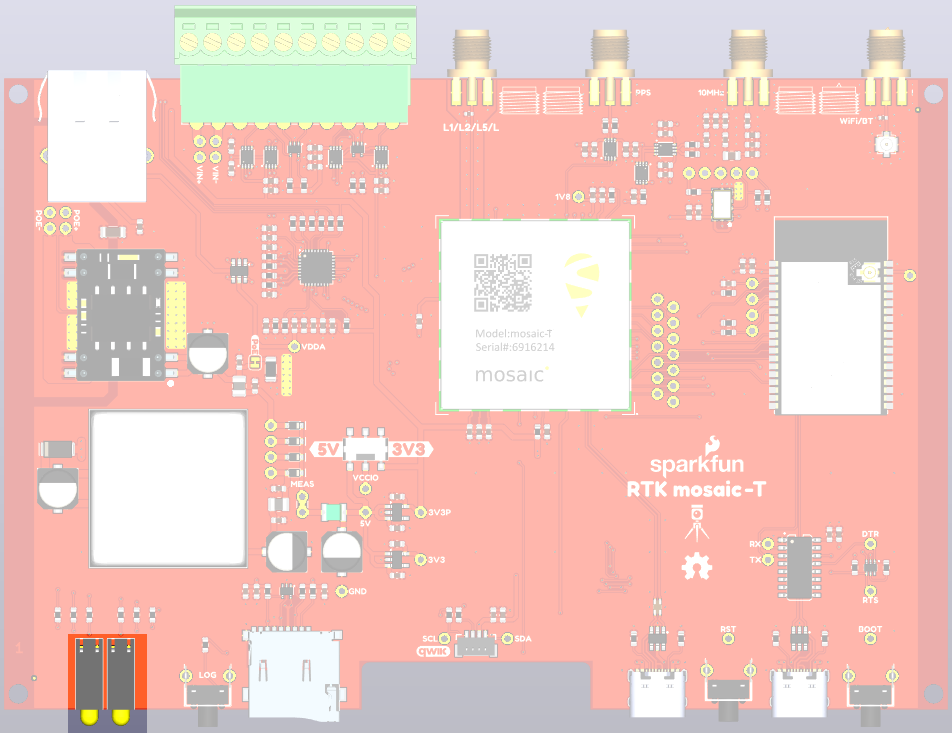 PPS
10MHz
WiFi/BT
L1/L2/L5/L
VIN+
VIN-
1V8
POE-
POE+
Model:mosaic-T
Serial#:6916214
mosaic
PoE
VDDA
5V
3V3
sparkfun
RTK mosaic-T
VCCIO
MEAS
3V3P
5V
3V3
GND
RX
TX
DTR
RTS
SCL
SDA
qwiic
RST
BOOT
1
LOG